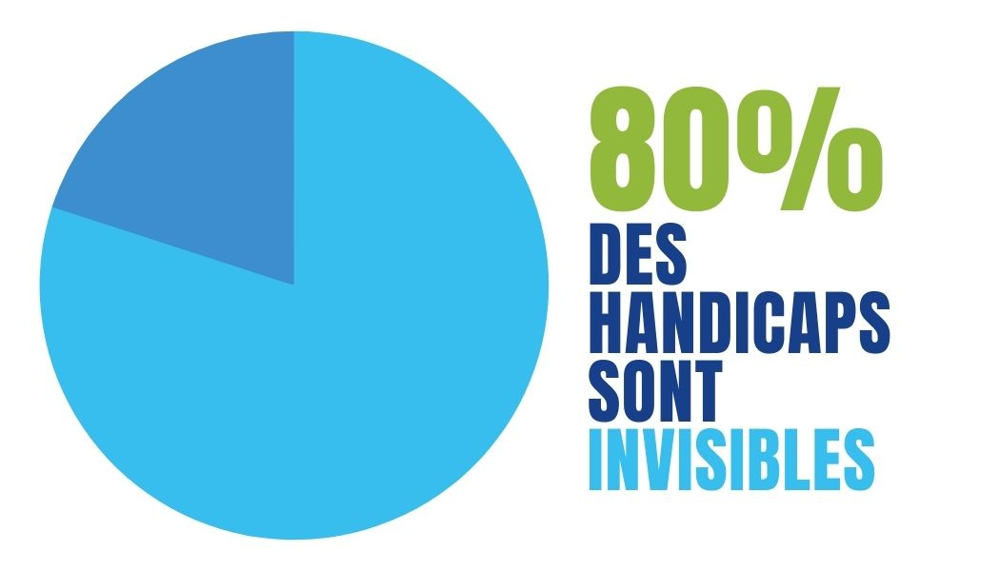 80%
DES
HANDICAPS
SONT
INVISIBLES